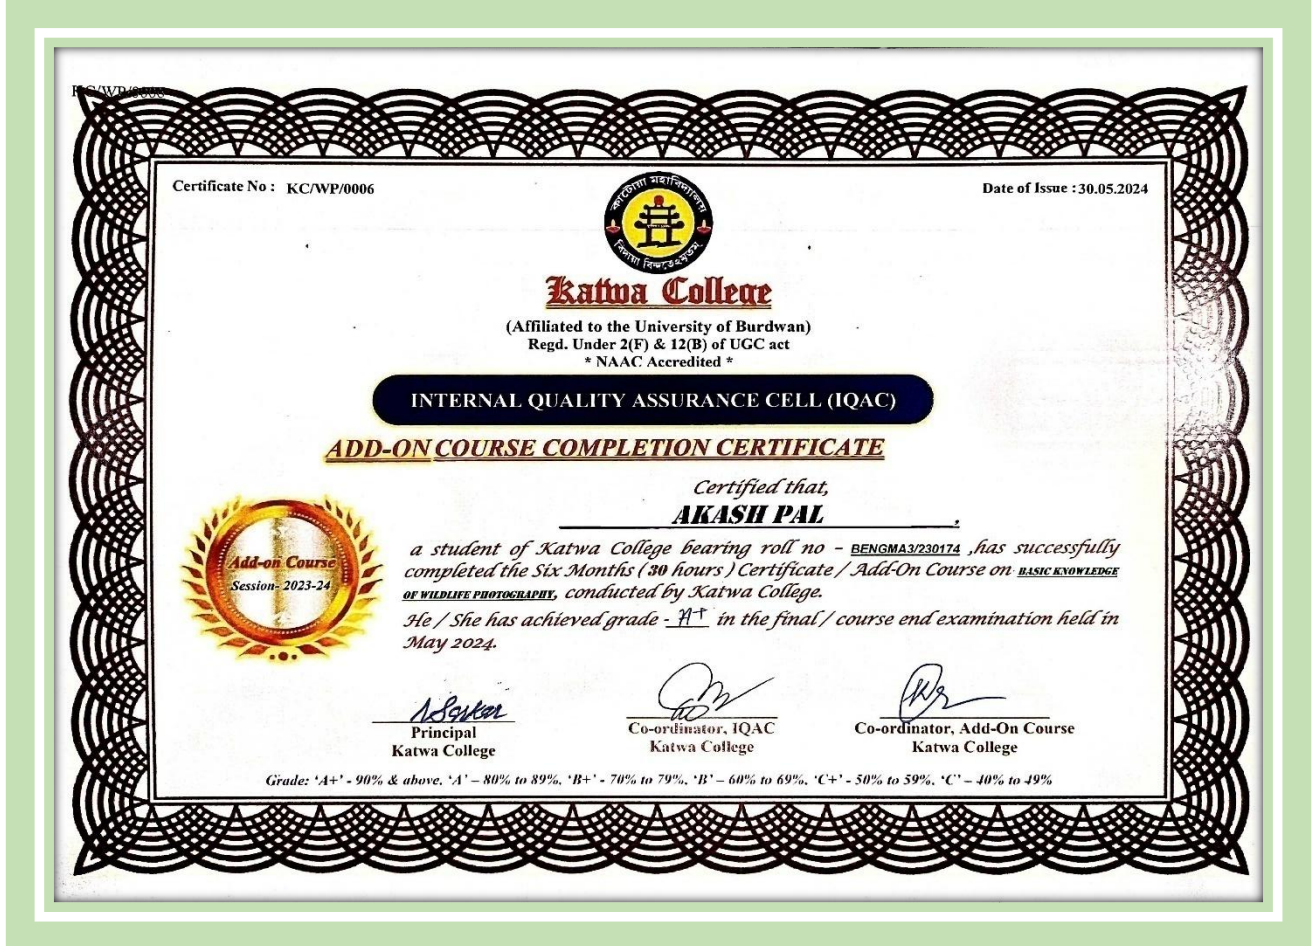 KC/WP/0006
Certificate No : KC/WP/0006
Date of Issue : 30.05.2024
কাটোয়া মহাবিদ্যালয়
Katwa College
(Affiliated to the University of Burdwan)
Regd. Under 2(F) & 12(B) of UGC act
* NAAC Accredited *
INTERNAL QUALITY ASSURANCE CELL (IQAC)
ADD-ON COURSE COMPLETION CERTIFICATE
Certified that,
AKASH PAL ,
a student of Katwa College bearing roll no – BENGMA3/230174 ,has successfully
completed the Six Months ( 30 hours ) Certificate / Add-On Course on BASIC KNOWLEDGE
OF WILDLIFE PHOTOGRAPHY, conducted by Katwa College.
He / She has achieved grade - A+ in the final / course end examination held in
May 2024.
Add-on Course
Session- 2023-24
Principal
Katwa College
Co-ordinator, IQAC
Katwa College
Co-ordinator, Add-On Course
Katwa College
Grade: ‘A+’ - 90% & above, ‘A’ – 80% to 89%, ‘B+’ - 70% to 79%, ‘B’ – 60% to 69%, ‘C+’ - 50% to 59%, ‘C’ – 40% to 49%